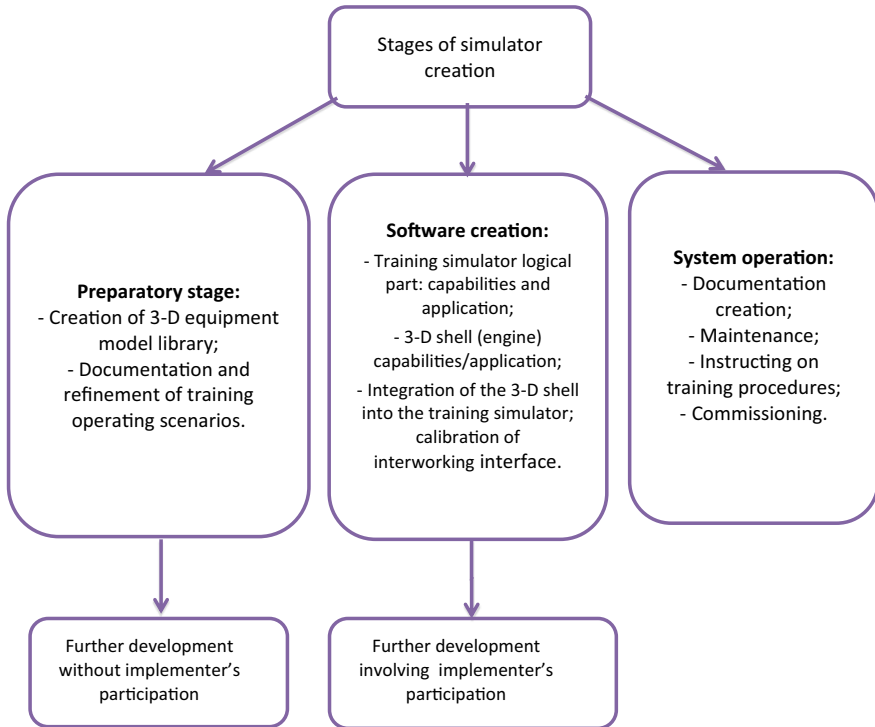 Stages of simulator
creation
Preparatory stage:
- Creation of 3-D equipment
model library;
- Documentation and
refinement of training
operating scenarios.
Software creation:
- Training simulator logical
part: capabilities and
application;
- 3-D shell (engine)
capabilities/application;
- Integration of the 3-D shell
into the training simulator;
calibration of
interworking interface.
System operation:
- Documentation
creation;
- Maintenance;
- Instructing on
training procedures;
- Commissioning.
Further development
without implementer's
participation
Further development
involving implementer's
participation